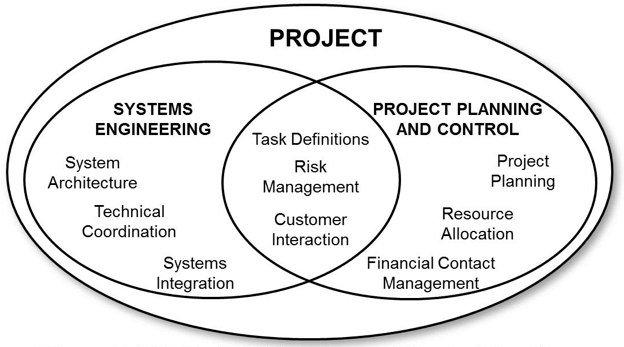 PROJECT
SYSTEMS
ENGINEERING
System
Architecture
Technical
Coordination
Systems
Integration
Task Definitions
Risk
Management
Customer
Interaction
PROJECT PLANNING
AND CONTROL
Project
Planning
Resource
Allocation
Financial Contact
Management